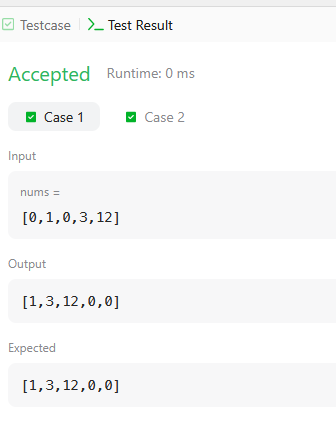 Testcase Test Result
Accepted Runtime: 0 ms
Case 1 Case 2
Input
nums =
[0,1,0,3,12]
Output
[1,3,12,0,0]
Expected
[1,3,12,0,0]